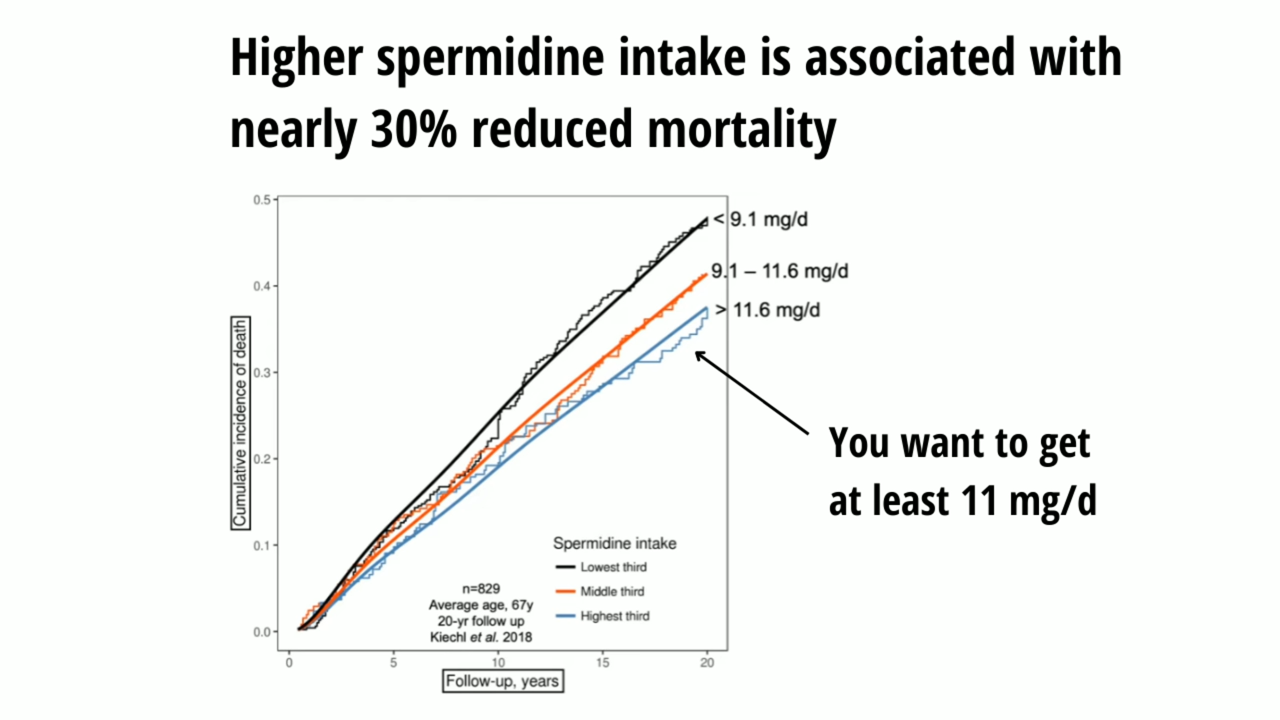 Higher spermidine intake is associated with
nearly 30% reduced mortality
0.5
< 9.1 mg/d
9.1 – 11.6 mg/d
0.4
> 11.6 mg/d
Cumulative incidence of death
0.3
You want to get
at least 11 mg/d
0.2
0.1
Spermidine intake
Lowest third
Middle third
Highest third
n=829
Average age, 67y
20-yr follow up
Kiechl et al. 2018
0.0
0 5 10 15 20
Follow-up, years